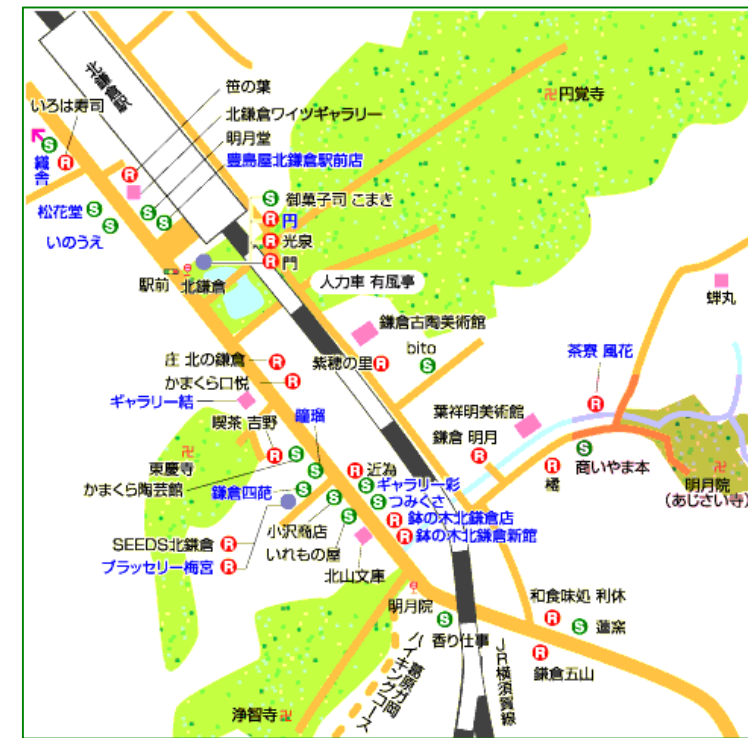 北鎌倉駅
円覚寺
笹の葉
いろは寿司
北鎌倉ワイツギャラリー
明月堂
織舎
豊島屋北鎌倉駅前店
松花堂
御菓子司 こまき
円
いのうえ
光泉
門
駅前
北鎌倉
人力車 有風亭
蝉丸
鎌倉古陶美術館
bito
茶寮 風花
庄 北の鎌倉
紫穂の里
かまくら口悦
ギャラリー結
葉祥明美術館
瞳瑠
喫茶 吉野
鎌倉 明月
東慶寺
近為
橘
商いやま本
明月院
(あじさい寺)
かまくら陶芸館
ギャラリー彩
鎌倉四葩
つみくさ
小沢商店
鉢の木北鎌倉店
SEEDS北鎌倉
いれもの屋
鉢の木北鎌倉新館
ブラッセリー梅宮
北山文庫
明月院
和食味処 利休
香り仕事
蓮窯
鎌倉五山
JR横須賀線
葛原ガ岡
ハイキングコース
浄智寺
R
S